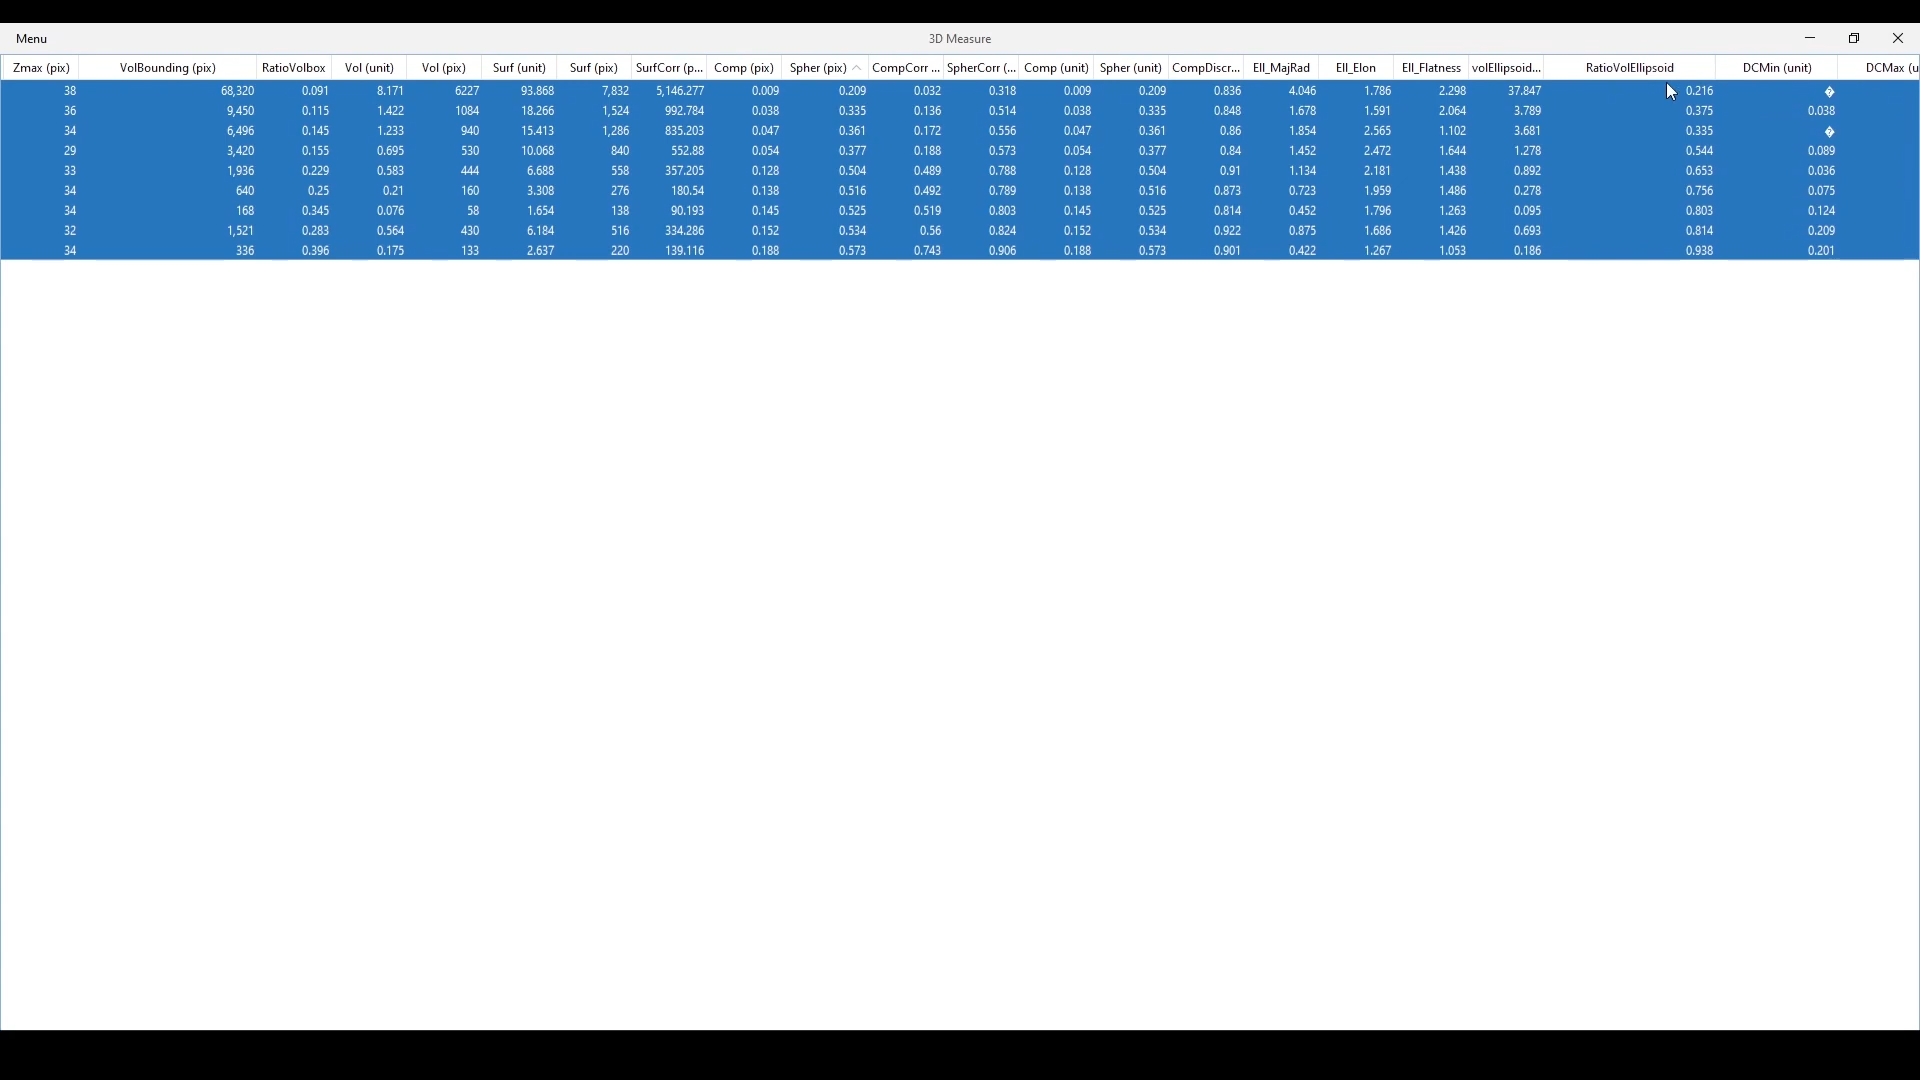 Menu 3D Measure
Zmax (pix) VolBounding (pix) RatioVolbox Vol (unit) Vol (pix) Surf (unit) Surf (pix) SurfCorr (p... Comp (pix) Spher (pix) CompCorr ... SpherCorr (... Comp (unit) Spher (unit) CompDiscr... Ell_MajRad Ell_Elon Ell_Flatness volEllipsoid... RatioVolEllipsoid DCMin (unit) DCMax (u
38 68,320 0.091 8.171 6227 93.868 7,832 5,146.277 0.009 0.209 0.032 0.318 0.009 0.209 0.836 4.046 1.786 2.298 37.847 0.216 �
36 9,450 0.115 1.422 1084 18.266 1,524 992.784 0.038 0.335 0.136 0.514 0.038 0.335 0.848 1.678 1.591 2.064 3.789 0.375 0.038
34 6,496 0.145 1.233 940 15.413 1,286 835.203 0.047 0.361 0.172 0.556 0.047 0.361 0.86 1.854 2.565 1.102 3.681 0.335 �
29 3,420 0.155 0.695 530 10.068 840 552.88 0.054 0.377 0.188 0.573 0.054 0.377 0.84 1.452 2.472 1.644 1.278 0.544 0.089
33 1,936 0.229 0.583 444 6.688 558 357.205 0.128 0.504 0.489 0.788 0.128 0.504 0.91 1.134 2.181 1.438 0.892 0.653 0.036
34 640 0.25 0.21 160 3.308 276 180.54 0.138 0.516 0.492 0.789 0.138 0.516 0.873 0.723 1.959 1.486 0.278 0.756 0.075
34 168 0.345 0.076 58 1.654 138 90.193 0.145 0.525 0.519 0.803 0.145 0.525 0.814 0.452 1.796 1.263 0.095 0.803 0.124
32 1,521 0.283 0.564 430 6.184 516 334.286 0.152 0.534 0.56 0.824 0.152 0.534 0.922 0.875 1.686 1.426 0.693 0.814 0.209
34 336 0.396 0.175 133 2.637 220 139.116 0.188 0.573 0.743 0.906 0.188 0.573 0.901 0.422 1.267 1.053 0.186 0.938 0.201